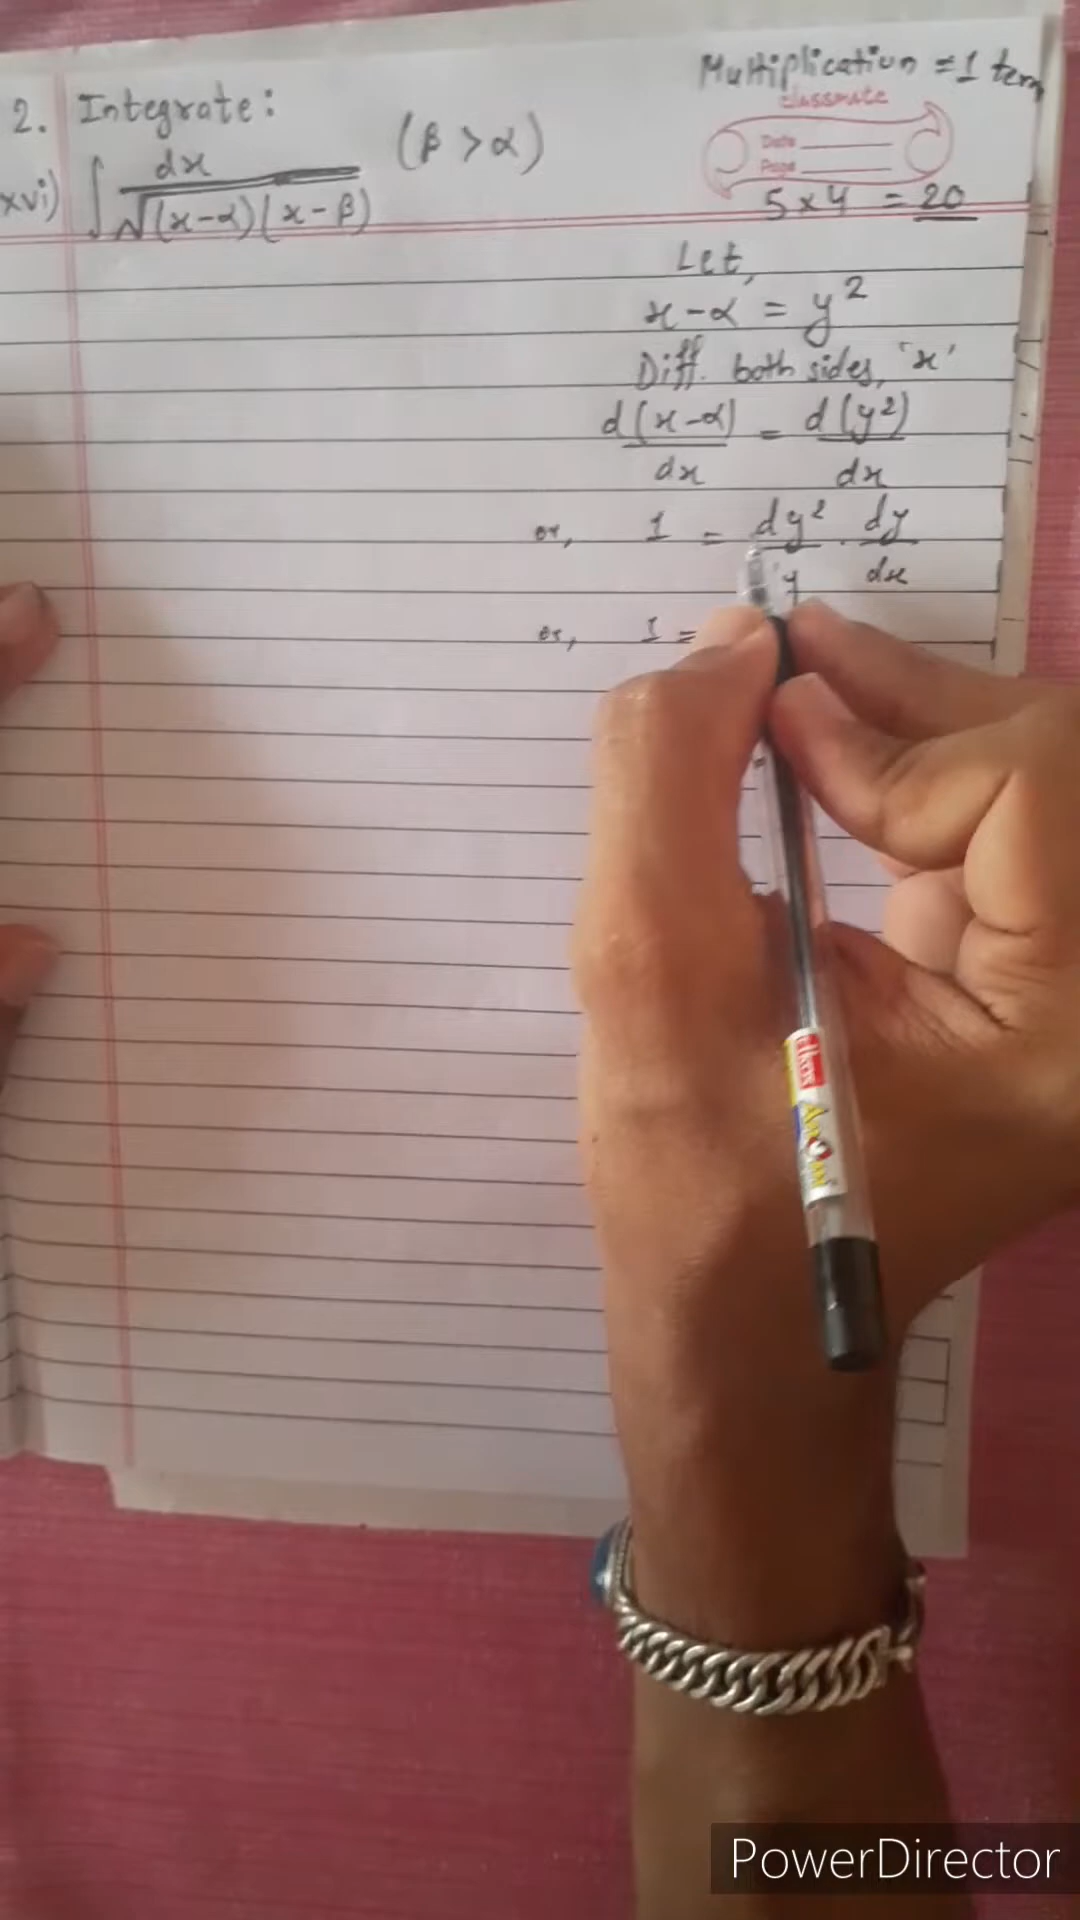 Multiplication = 1 term
classmate
Date
Page
5 x 4 = 20
2. Integrate:
xvi) ∫ dx / √(x-α)(x-β) (β > α)
Let,
x-α = y²
Diff. both sides, 'x'
d(x-α)/dx = d(y²)/dx
or, 1 = dy²/y . dy/dx
or, 1 =
elkos
PowerDirector